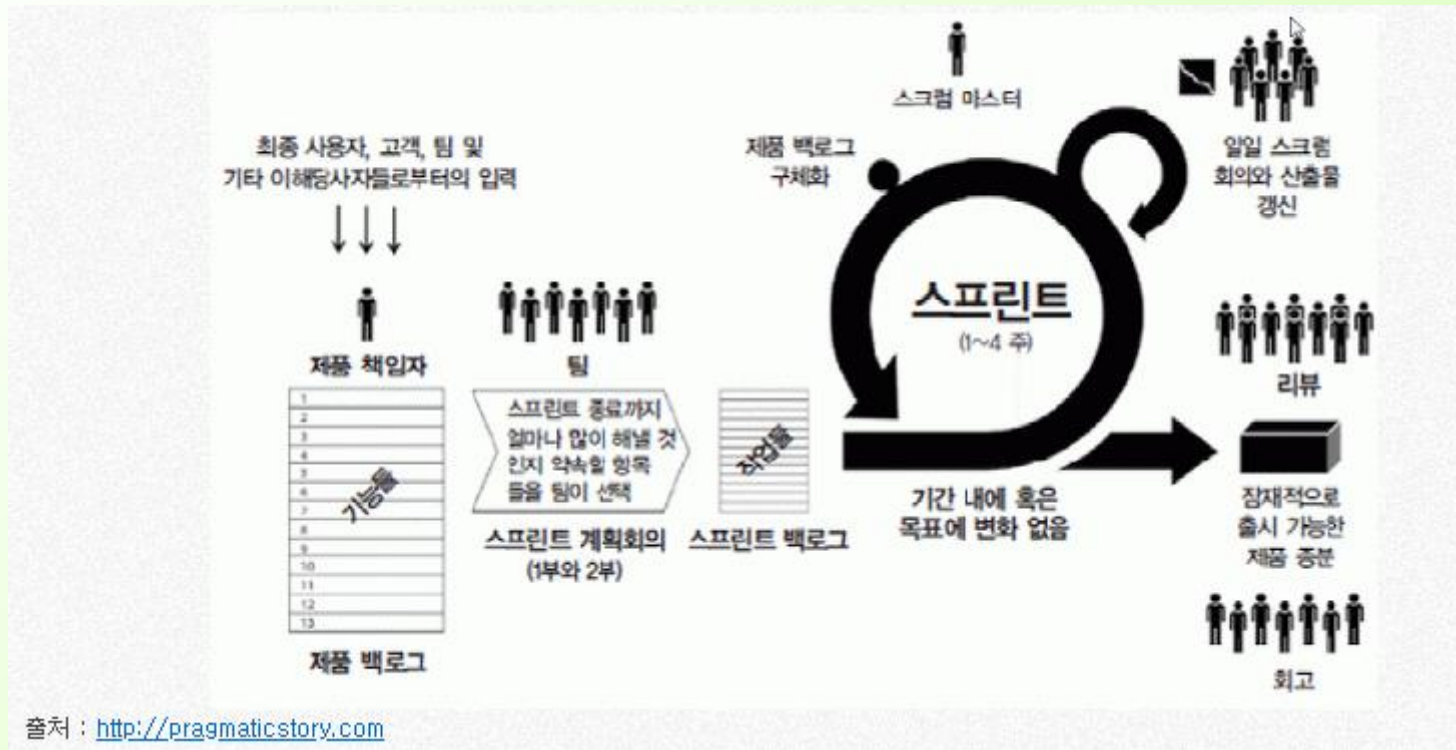 스크럼 마스터
최종 사용자, 고객, 팀 및
기타 이해당사자들로부터의 입력
제품 백로그
구체화
일일 스크럼
회의와 산출물
갱신
스프린트
(1~4 주)
제품 책임자
팀
리뷰
1
2
3
4
5
6
7
8
9
10
11
12
13
기능들
스프린트 종료까지
얼마나 많이 해낼 것
인지 약속할 항목
들을 팀이 선택
작업들
기간 내에 혹은
목표에 변화 없음
잠재적으로
출시 가능한
제품 증분
스프린트 계획회의
(1부와 2부)
스프린트 백로그
제품 백로그
회고
출처 : http://pragmaticstory.com